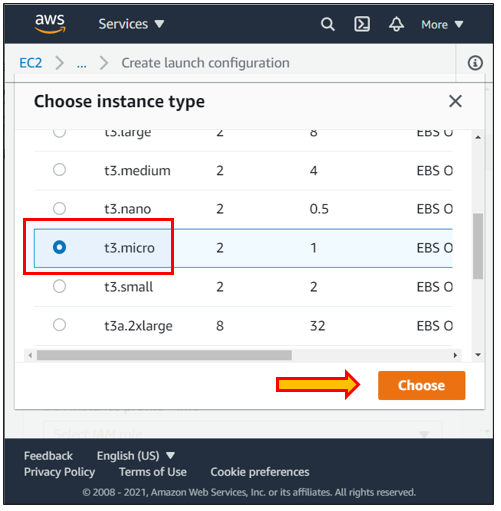 aws Services More
EC2 ... Create launch configuration
Choose instance type
t3.large 2 8 EBS O
t3.medium 2 4 EBS O
t3.nano 2 0.5 EBS O
t3.micro 2 1 EBS O
t3.small 2 2 EBS O
t3a.2xlarge 8 32 EBS O
Choose
Select IAM role
Feedback English (US)
Privacy Policy Terms of Use Cookie preferences
© 2008 - 2021, Amazon Web Services, Inc. or its affiliates. All rights reserved.